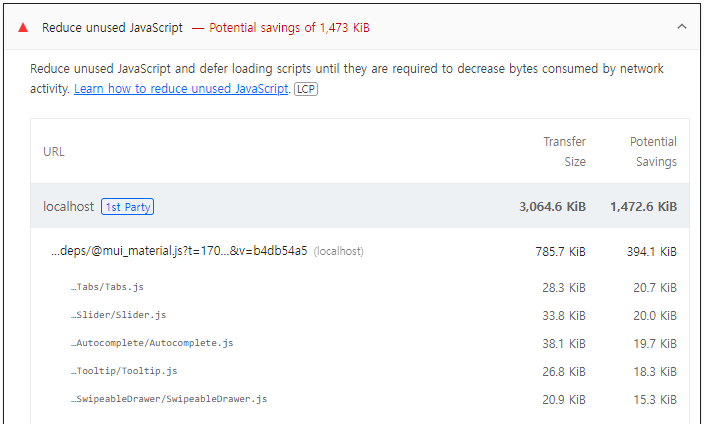 Reduce unused JavaScript — Potential savings of 1,473 KiB
Reduce unused JavaScript and defer loading scripts until they are required to decrease bytes consumed by network
activity. Learn how to reduce unused JavaScript. LCP
URL Transfer Size Potential Savings
localhost 1st Party 3,064.6 KiB 1,472.6 KiB
…deps/@mui_material.js?t=170…&v=b4db54a5 (localhost) 785.7 KiB 394.1 KiB
…Tabs/Tabs.js 28.3 KiB 20.7 KiB
…Slider/Slider.js 33.8 KiB 20.0 KiB
…Autocomplete/Autocomplete.js 38.1 KiB 19.7 KiB
…Tooltip/Tooltip.js 26.8 KiB 18.3 KiB
…SwipeableDrawer/SwipeableDrawer.js 20.9 KiB 15.3 KiB